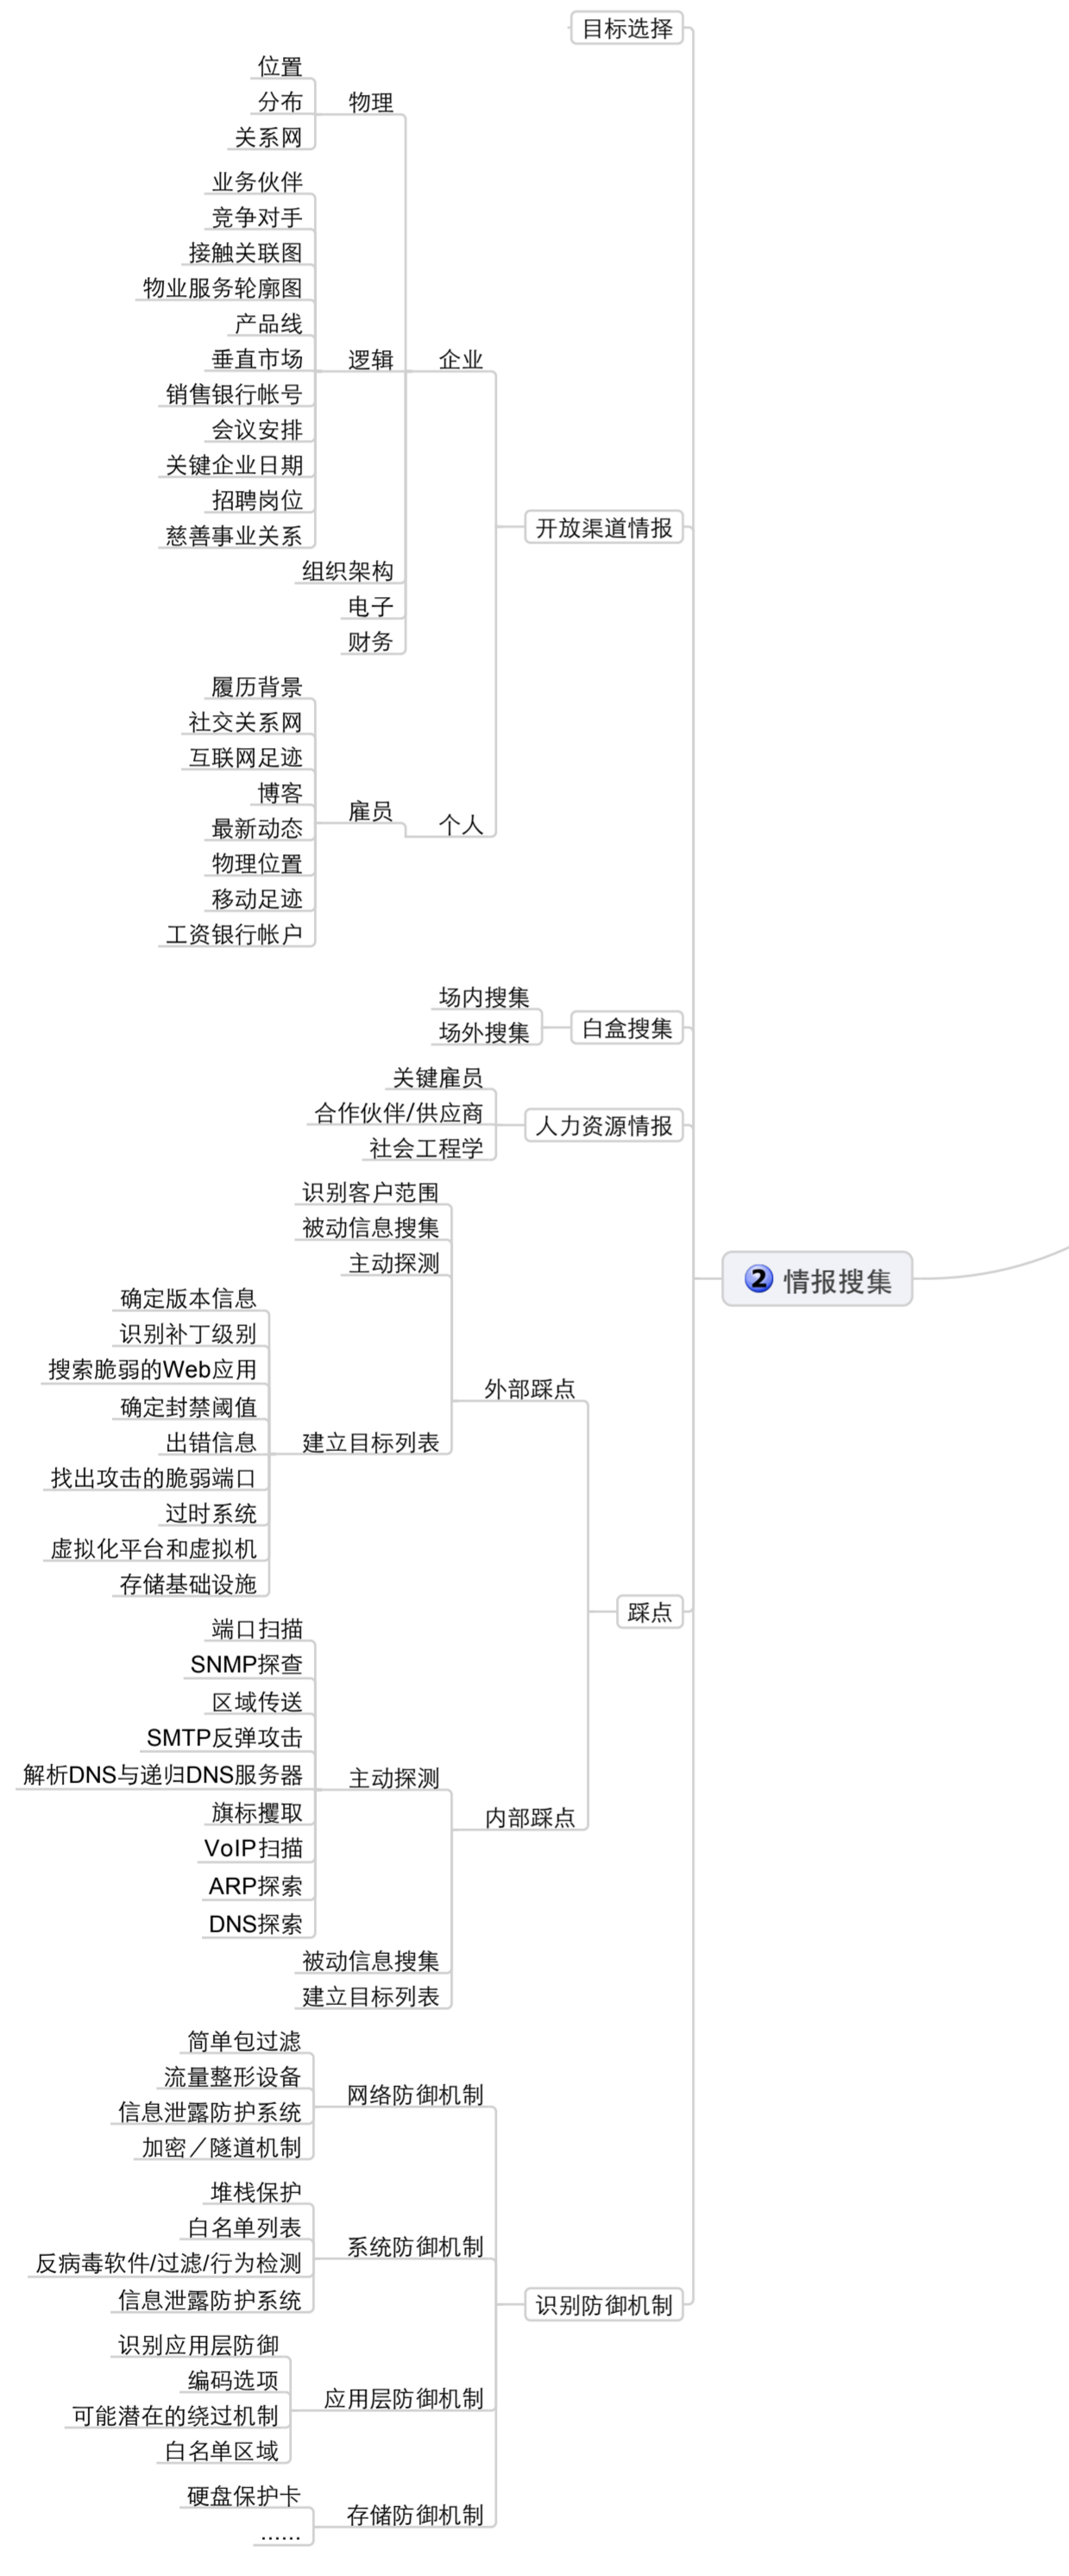 目标选择
位置
分布
关系网
物理
业务伙伴
竞争对手
接触关联图
物业服务轮廓图
产品线
垂直市场
销售银行帐号
会议安排
关键企业日期
招聘岗位
慈善事业关系
逻辑
企业
组织架构
电子
财务
开放渠道情报
履历背景
社交关系网
互联网足迹
博客
最新动态
物理位置
移动足迹
工资银行帐户
雇员
个人
场内搜集
场外搜集
白盒搜集
关键雇员
合作伙伴/供应商
社会工程学
人力资源情报
2 情报搜集
识别客户范围
被动信息搜集
主动探测
外部踩点
确定版本信息
识别补丁级别
搜索脆弱的Web应用
确定封禁阈值
出错信息
找出攻击的脆弱端口
过时系统
虚拟化平台和虚拟机
存储基础设施
建立目标列表
踩点
端口扫描
SNMP探查
区域传送
SMTP反弹攻击
解析DNS与递归DNS服务器
旗标攫取
VoIP扫描
ARP探索
DNS探索
主动探测
内部踩点
被动信息搜集
建立目标列表
简单包过滤
流量整形设备
信息泄露防护系统
加密／隧道机制
网络防御机制
堆栈保护
白名单列表
反病毒软件/过滤/行为检测
信息泄露防护系统
系统防御机制
识别防御机制
识别应用层防御
编码选项
可能潜在的绕过机制
白名单区域
应用层防御机制
硬盘保护卡
……
存储防御机制